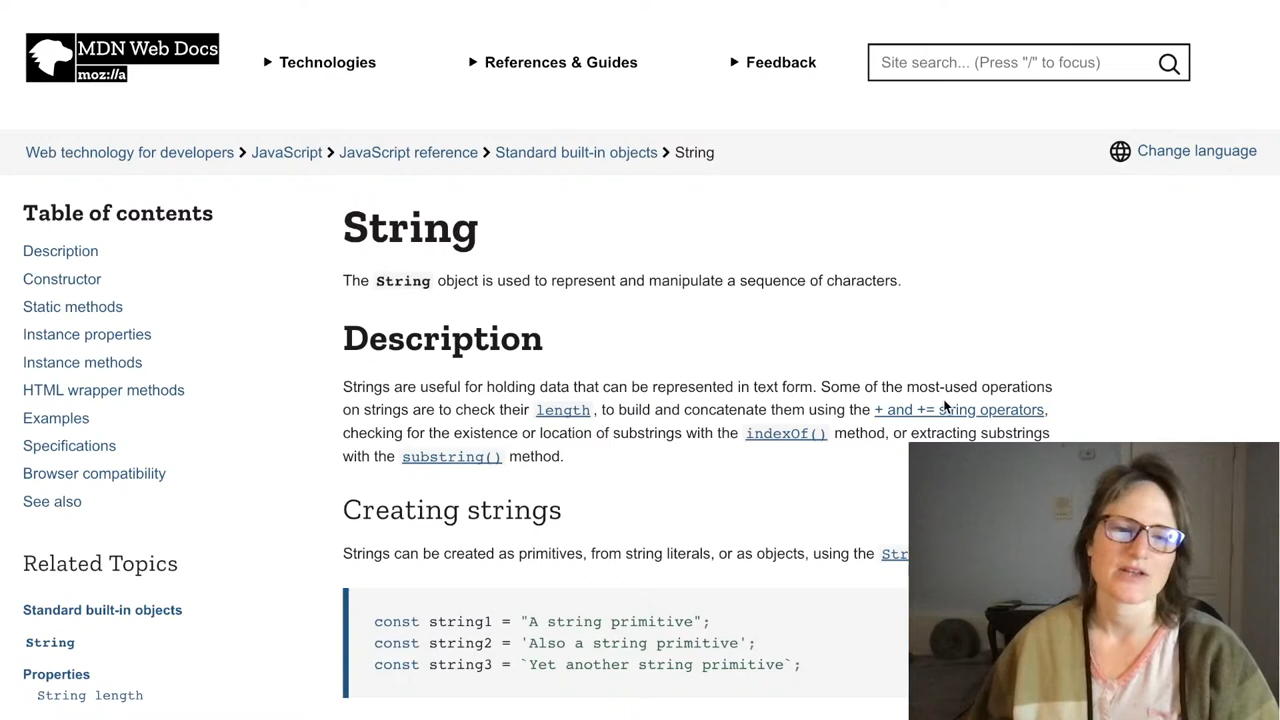 MDN Web Docs
moz://a
Technologies
References & Guides
Feedback
Site search... (Press "/" to focus)
Web technology for developers > JavaScript > JavaScript reference > Standard built-in objects > String
Change language
Table of contents
Description
Constructor
Static methods
Instance properties
Instance methods
HTML wrapper methods
Examples
Specifications
Browser compatibility
See also
Related Topics
Standard built-in objects
String
Properties
String length
String
The String object is used to represent and manipulate a sequence of characters.
Description
Strings are useful for holding data that can be represented in text form. Some of the most-used operations
on strings are to check their length , to build and concatenate them using the + and += string operators,
checking for the existence or location of substrings with the indexOf() method, or extracting substrings
with the substring() method.
Creating strings
Strings can be created as primitives, from string literals, or as objects, using the Str
const string1 = "A string primitive";
const string2 = 'Also a string primitive';
const string3 = `Yet another string primitive`;